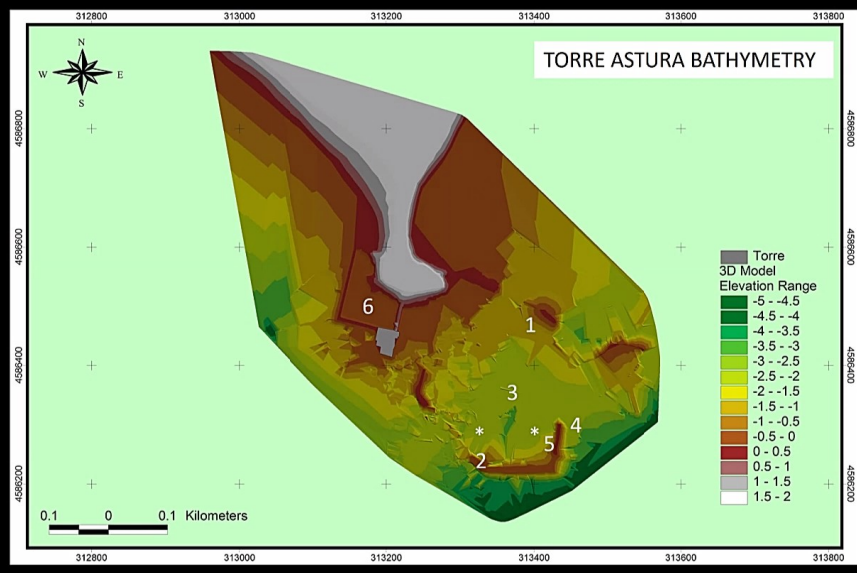 312800 313000 313200 313400 313600 313800
TORRE ASTURA BATHYMETRY
N
W E
S
4586800 4586800
4586600 4586600
4586400 4586400
4586200 4586200
6
1
3
* * 4
5
2
Torre
3D Model
Elevation Range
-5 - -4.5
-4.5 - -4
-4 - -3.5
-3.5 - -3
-3 - -2.5
-2.5 - -2
-2 - -1.5
-1.5 - -1
-1 - -0.5
-0.5 - 0
0 - 0.5
0.5 - 1
1 - 1.5
1.5 - 2
0.1 0 0.1 Kilometers
312800 313000 313200 313400 313600 313800